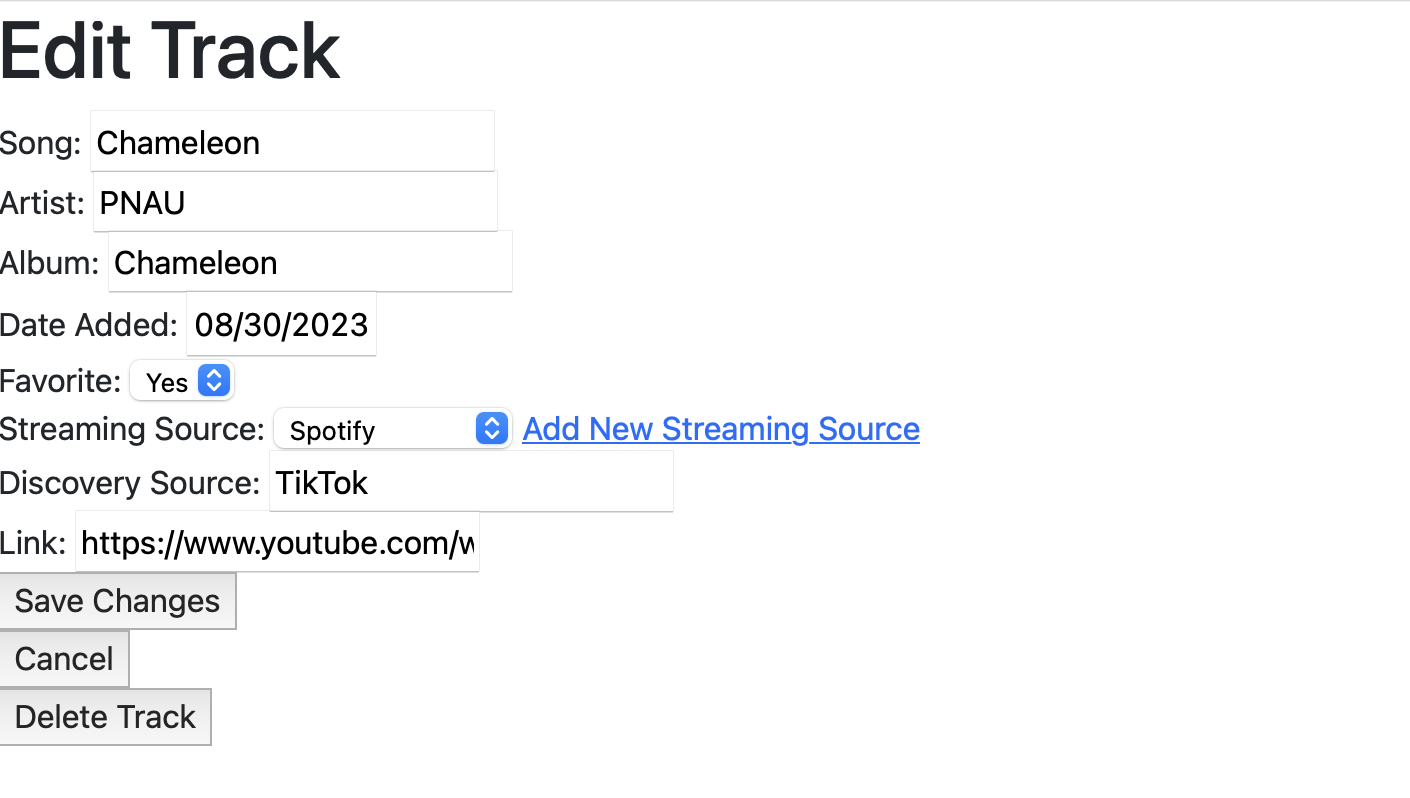 Edit Track
Song: Chameleon
Artist: PNAU
Album: Chameleon
Date Added: 08/30/2023
Favorite: Yes
Streaming Source: Spotify Add New Streaming Source
Discovery Source: TikTok
Link: https://www.youtube.com/w
Save Changes
Cancel
Delete Track